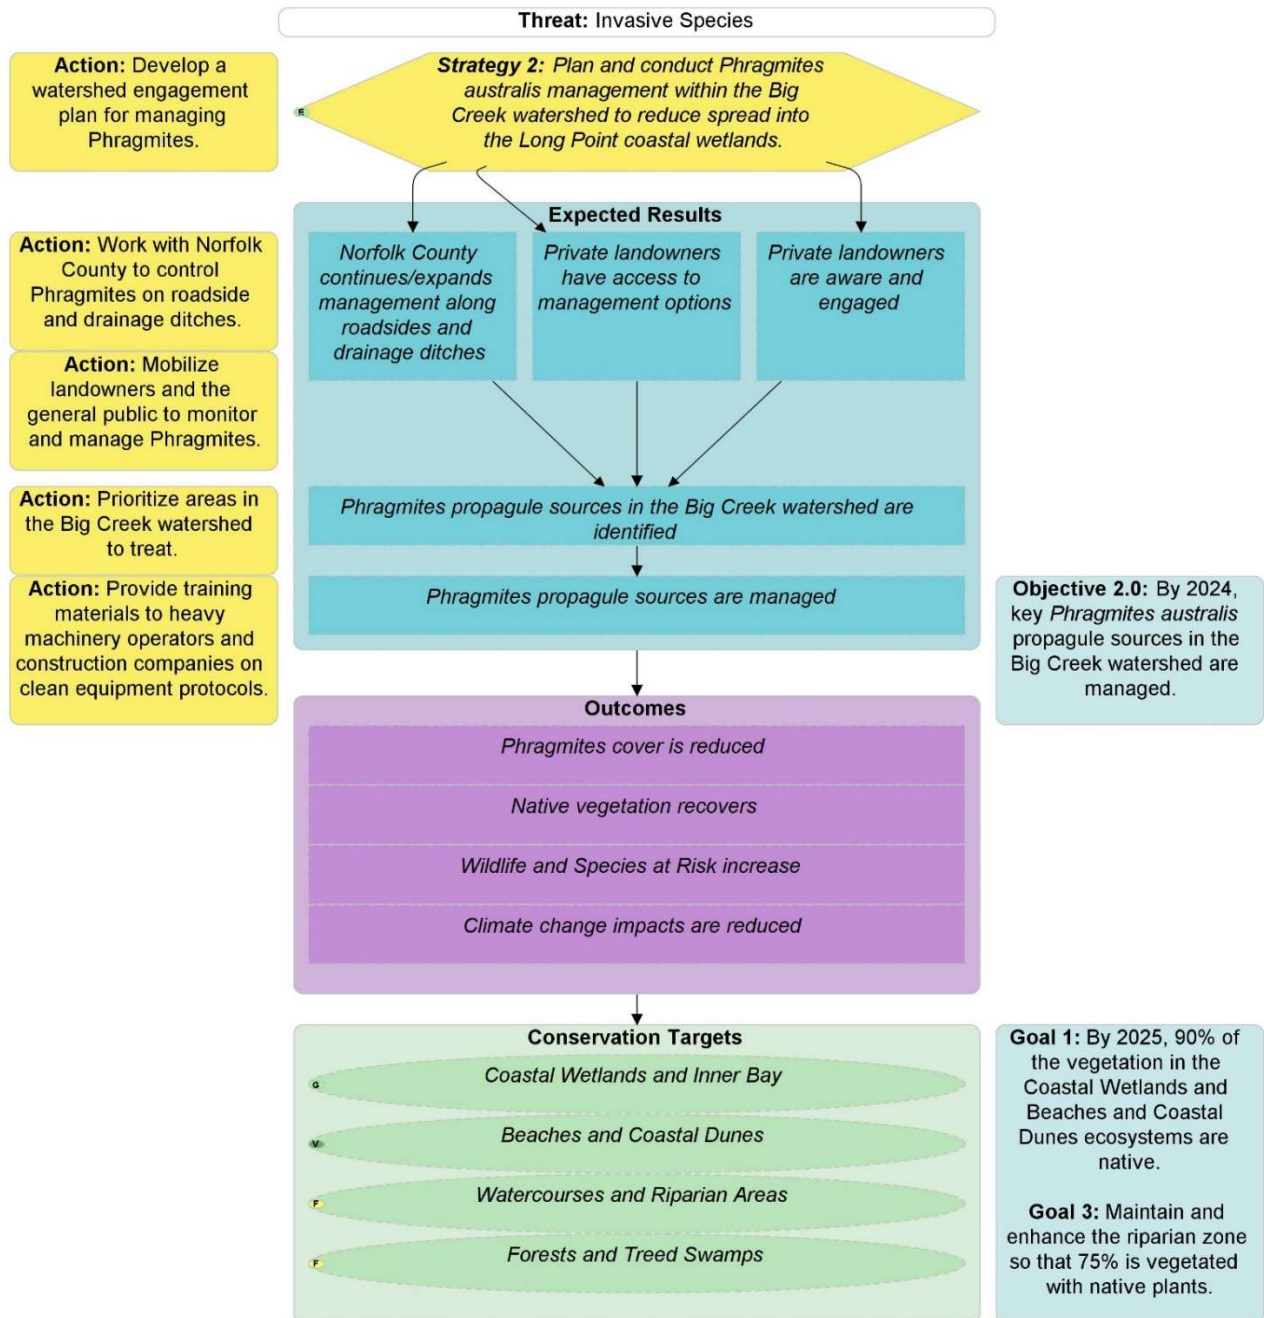 Threat: Invasive Species
Action: Develop a
watershed engagement
plan for managing
Phragmites.
Strategy 2: Plan and conduct Phragmites
australis management within the Big
Creek watershed to reduce spread into
the Long Point coastal wetlands.
E
Expected Results
Action: Work with Norfolk
County to control
Phragmites on roadside
and drainage ditches.
Norfolk County
continues/expands
management along
roadsides and
drainage ditches
Private landowners
have access to
management options
Private landowners
are aware and
engaged
Action: Mobilize
landowners and the
general public to monitor
and manage Phragmites.
Action: Prioritize areas in
the Big Creek watershed
to treat.
Phragmites propagule sources in the Big Creek watershed are
identified
Action: Provide training
materials to heavy
machinery operators and
construction companies on
clean equipment protocols.
Phragmites propagule sources are managed
Objective 2.0: By 2024,
key Phragmites australis
propagule sources in the
Big Creek watershed are
managed.
Outcomes
Phragmites cover is reduced
Native vegetation recovers
Wildlife and Species at Risk increase
Climate change impacts are reduced
Conservation Targets
G
Coastal Wetlands and Inner Bay
V
Beaches and Coastal Dunes
F
Watercourses and Riparian Areas
F
Forests and Treed Swamps
Goal 1: By 2025, 90% of
the vegetation in the
Coastal Wetlands and
Beaches and Coastal
Dunes ecosystems are
native.
Goal 3: Maintain and
enhance the riparian zone
so that 75% is vegetated
with native plants.